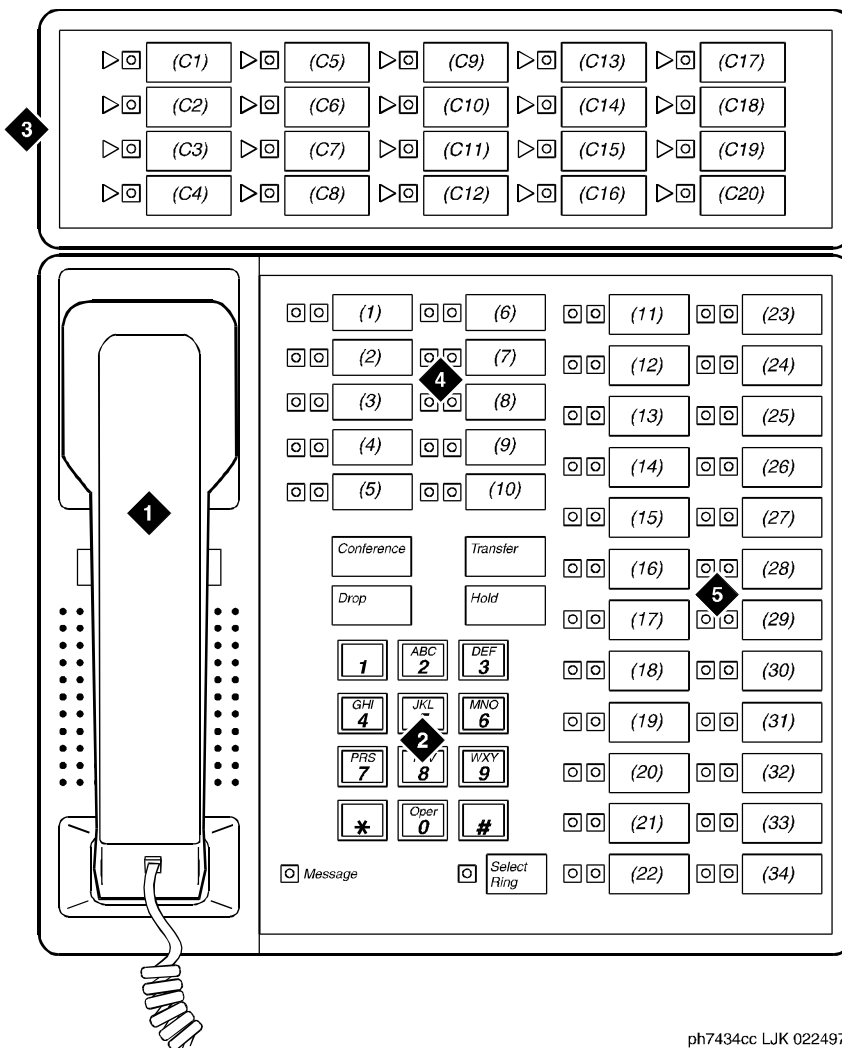 (C1) (C5) (C9) (C13) (C17)
(C2) (C6) (C10) (C14) (C18)
3
(C3) (C7) (C11) (C15) (C19)
(C4) (C8) (C12) (C16) (C20)
(1) (6) (11) (23)
(2) (7) (12) (24)
4
(3) (8) (13) (25)
(4) (9) (14) (26)
(5) (10) (15) (27)
1
Conference Transfer (16) (28)
5
Drop Hold (17) (29)
1 ABC 2 DEF 3 (18) (30)
GHI 4 JKL MNO 6 (19) (31)
2
PRS 7 8 WXY 9 (20) (32)
* Oper 0 # (21) (33)
Message Select Ring (22) (34)
ph7434cc LJK 022497